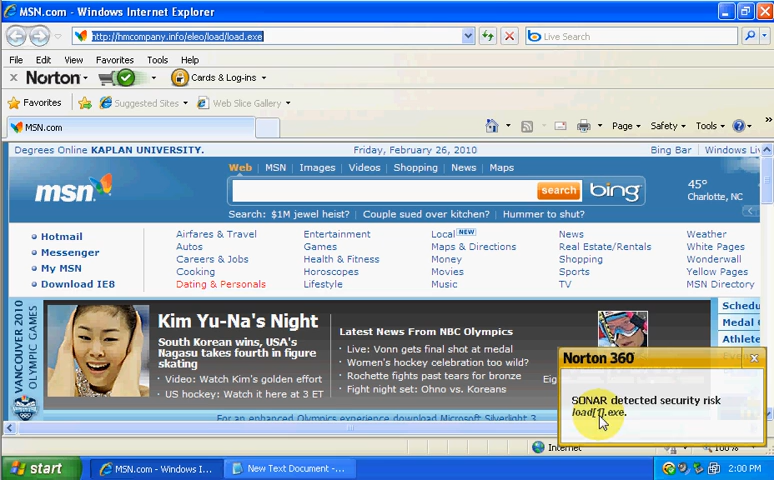 MSN.com - Windows Internet Explorer
http://hmcompany.info/eleo/load/load.exe
Live Search
File Edit View Favorites Tools Help
Norton Cards & Log-ins
Favorites Suggested Sites Web Slice Gallery
MSN.com
Page Safety Tools
Degrees Online KAPLAN UNIVERSITY. Friday, February 26, 2010 Bing Bar Windows Liv
Web MSN Images Videos Shopping News Maps
msn search bing
45°
Charlotte, NC
Search: $1M jewel heist? Couple sued over kitchen? Hummer to shut?
Hotmail
Messenger
My MSN
Download IE8
Airfares & Travel
Autos
Careers & Jobs
Cooking
Dating & Personals
Entertainment
Games
Health & Fitness
Horoscopes
Lifestyle
Local NEW
Maps & Directions
Money
Movies
Music
News
Real Estate/Rentals
Shopping
Sports
TV
Weather
White Pages
Wonderwall
Yellow Pages
MSN Directory
VANCOUVER 2010
OLYMPIC GAMES
Kim Yu-Na's Night
South Korean wins, USA's
Nagasu takes fourth in figure
skating
Video: Watch Kim's golden effort
US hockey: Watch it here at 3 ET
Latest News From NBC Olympics
Live: Vonn gets final shot at medal
Women's hockey celebration too wild?
Rochette fights past tears for bronze
Fight night set: Ohno vs. Koreans
Schedu
Medal
Athlete
For an enhanced Olympics experience download Microsoft Silverlight 3
Norton 360
SONAR detected security risk
load[1].exe.
Internet 100%
start MSN.com - Windows I... New Text Document -... 2:00 PM